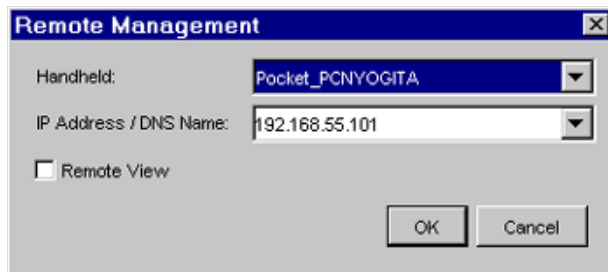 Remote Management
Handheld: Pocket_PCNYOGITA
IP Address / DNS Name: 192.168.55.101
Remote View
OK Cancel